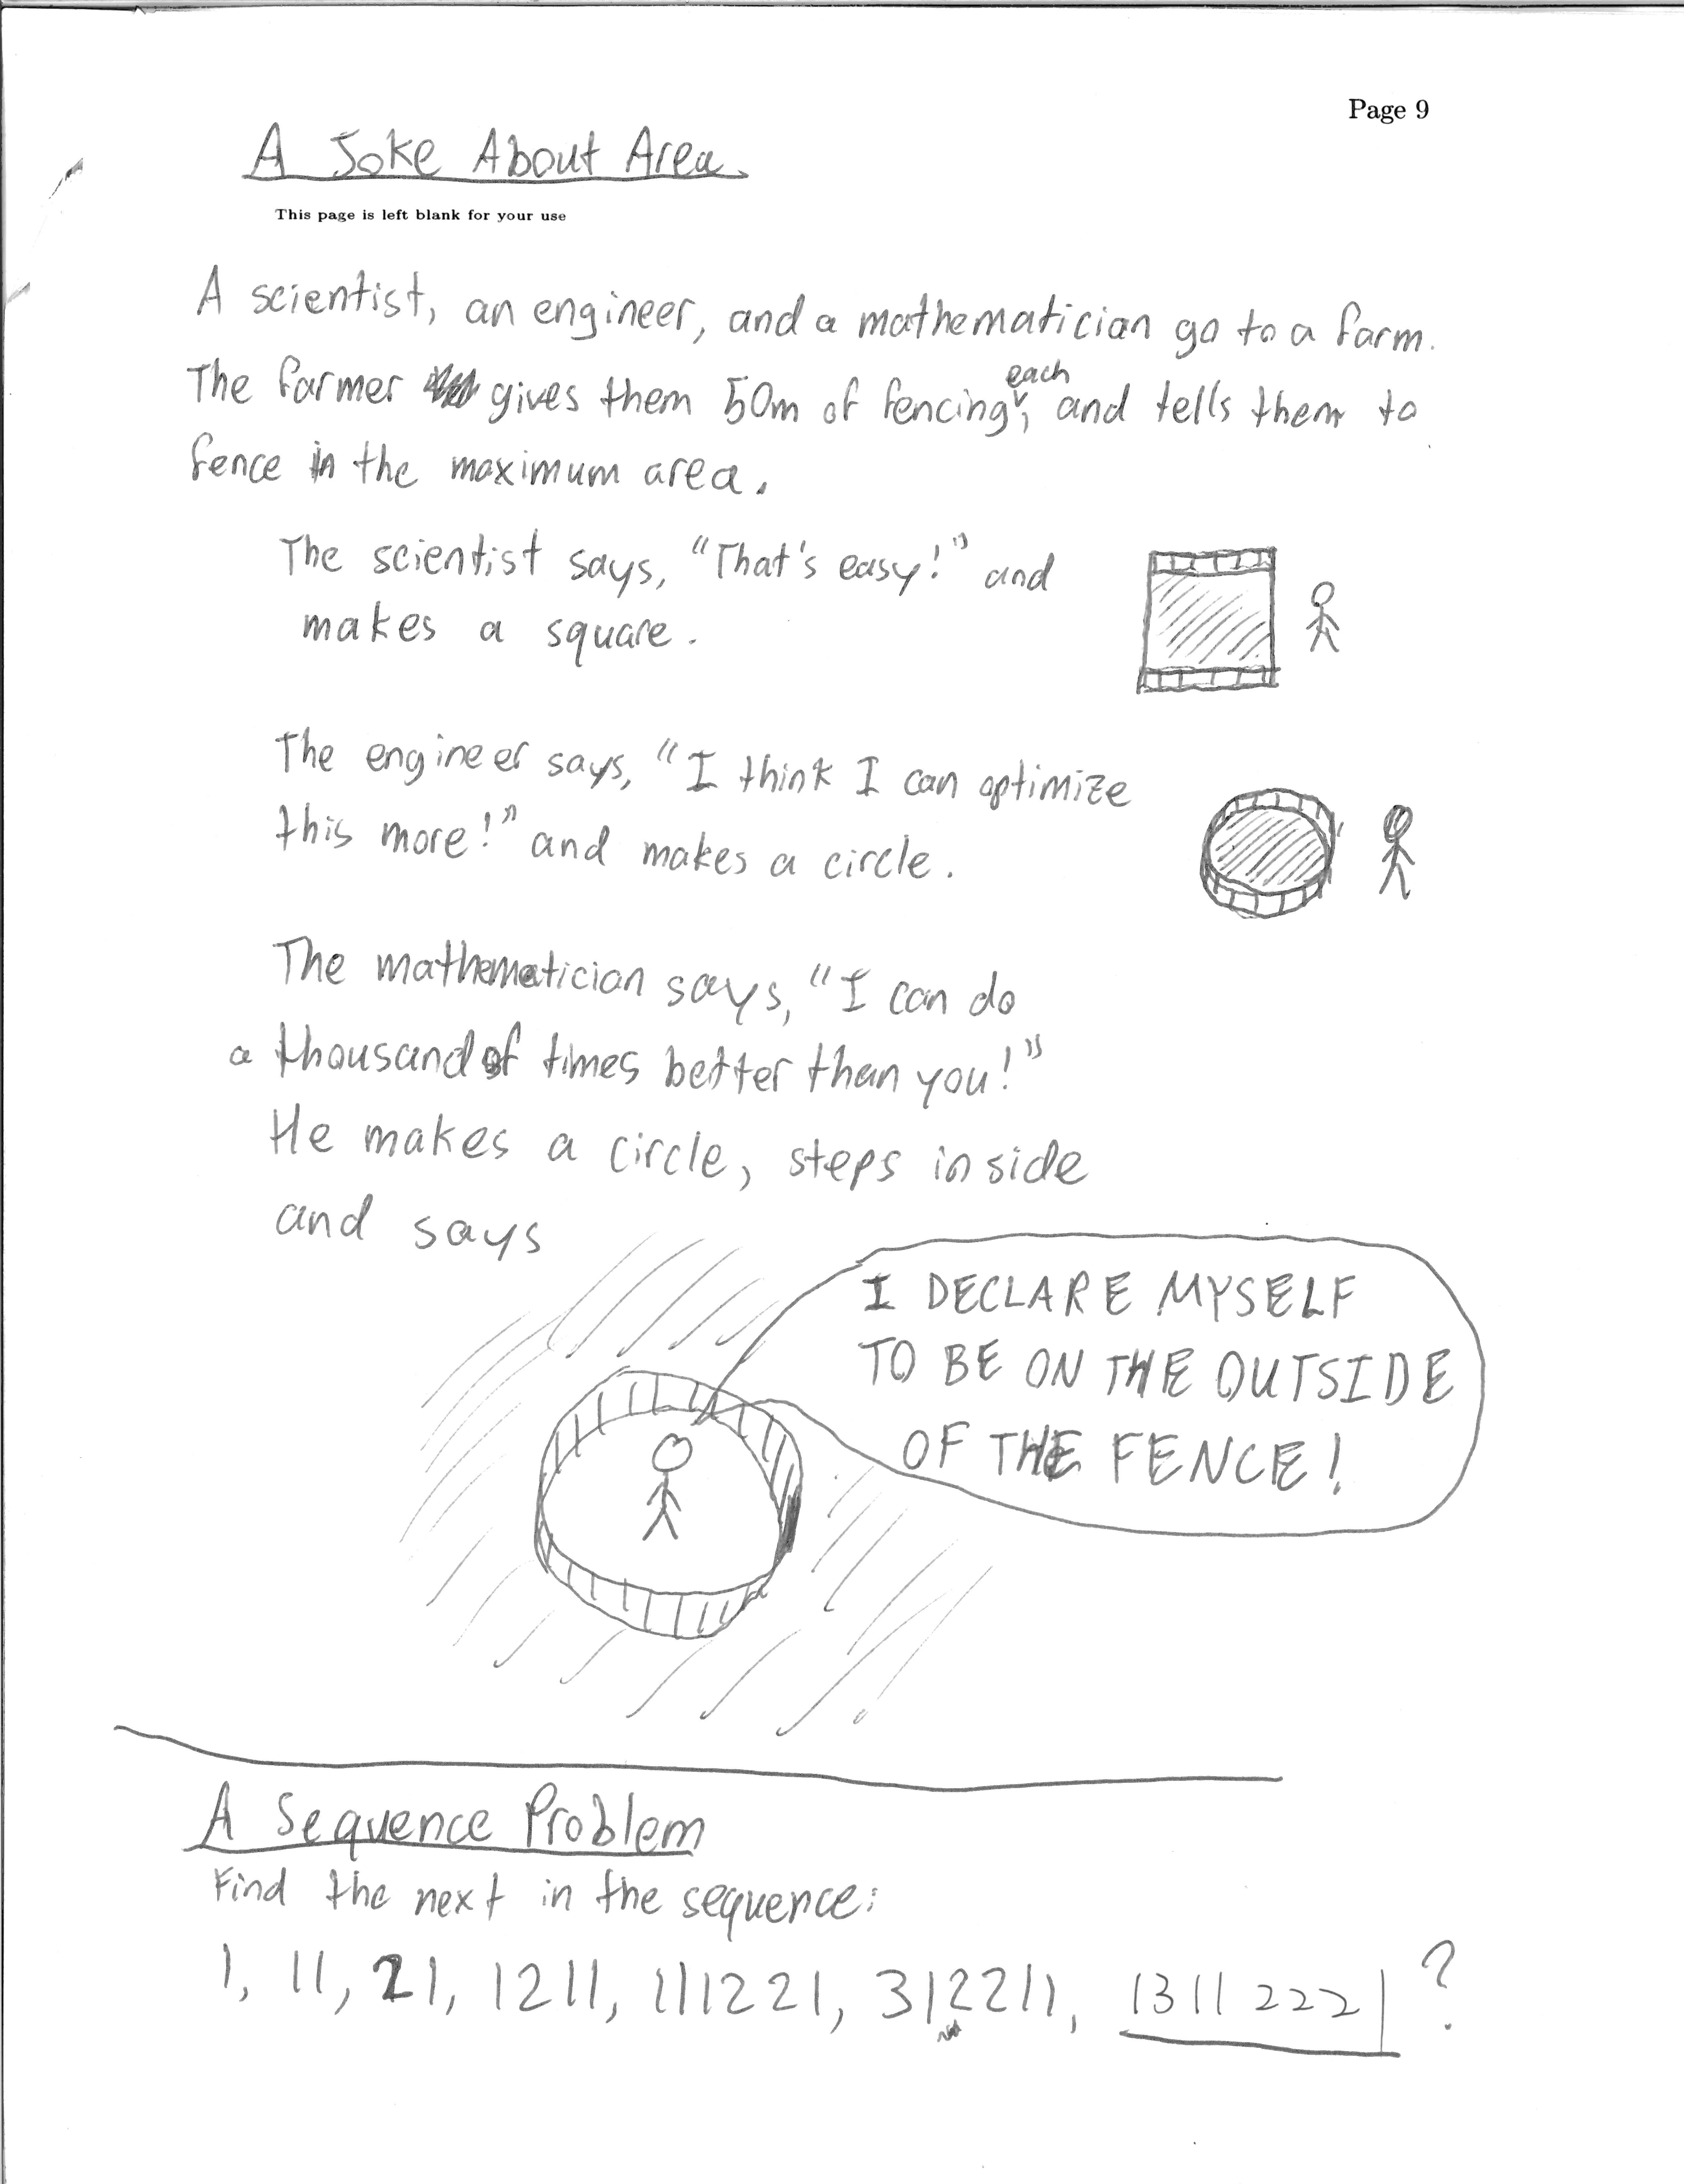 Page 9
A Joke About Area
This page is left blank for your use
A scientist, an engineer, and a mathematician go to a farm.
The farmer gives them 50m of fencing each, and tells them to
fence in the maximum area.
The scientist says, "That's easy!" and
makes a square.
The engineer says, "I think I can optimize
this more!" and makes a circle.
The mathematician says, "I can do
a thousand of times better than you!"
He makes a circle, steps inside
and says
I DECLARE MYSELF
TO BE ON THE OUTSIDE
OF THE FENCE!
A Sequence Problem
Find the next in the sequence:
1, 11, 21, 1211, 111221, 312211, 13112221 ?